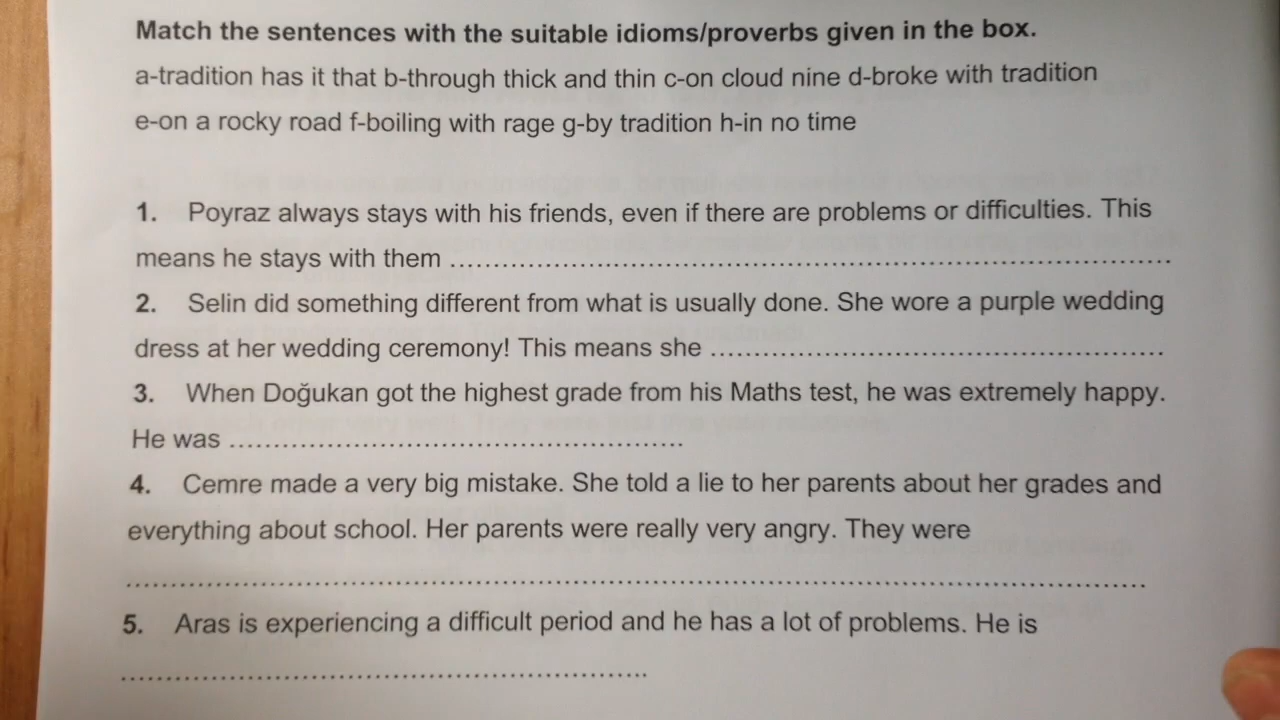 Match the sentences with the suitable idioms/proverbs given in the box.
a-tradition has it that b-through thick and thin c-on cloud nine d-broke with tradition
e-on a rocky road f-boiling with rage g-by tradition h-in no time
1. Poyraz always stays with his friends, even if there are problems or difficulties. This
means he stays with them ........................................................................................
2. Selin did something different from what is usually done. She wore a purple wedding
dress at her wedding ceremony! This means she .......................................................
3. When Doğukan got the highest grade from his Maths test, he was extremely happy.
He was .......................................................
4. Cemre made a very big mistake. She told a lie to her parents about her grades and
everything about school. Her parents were really very angry. They were
............................................................................................................................
5. Aras is experiencing a difficult period and he has a lot of problems. He is
................................................................